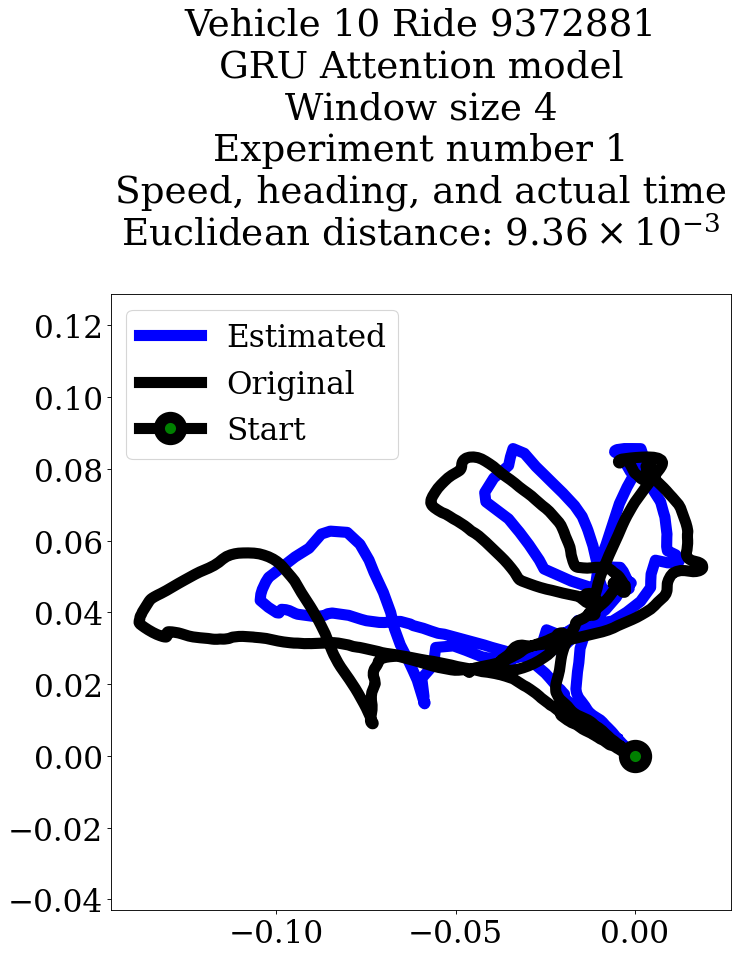 Vehicle 10 Ride 9372881
GRU Attention model
Window size 4
Experiment number 1
Speed, heading, and actual time
Euclidean distance: 9.36 × 10⁻³
Estimated
Original
Start
0.12
0.10
0.08
0.06
0.04
0.02
0.00
−0.02
−0.04
−0.10
−0.05
0.00